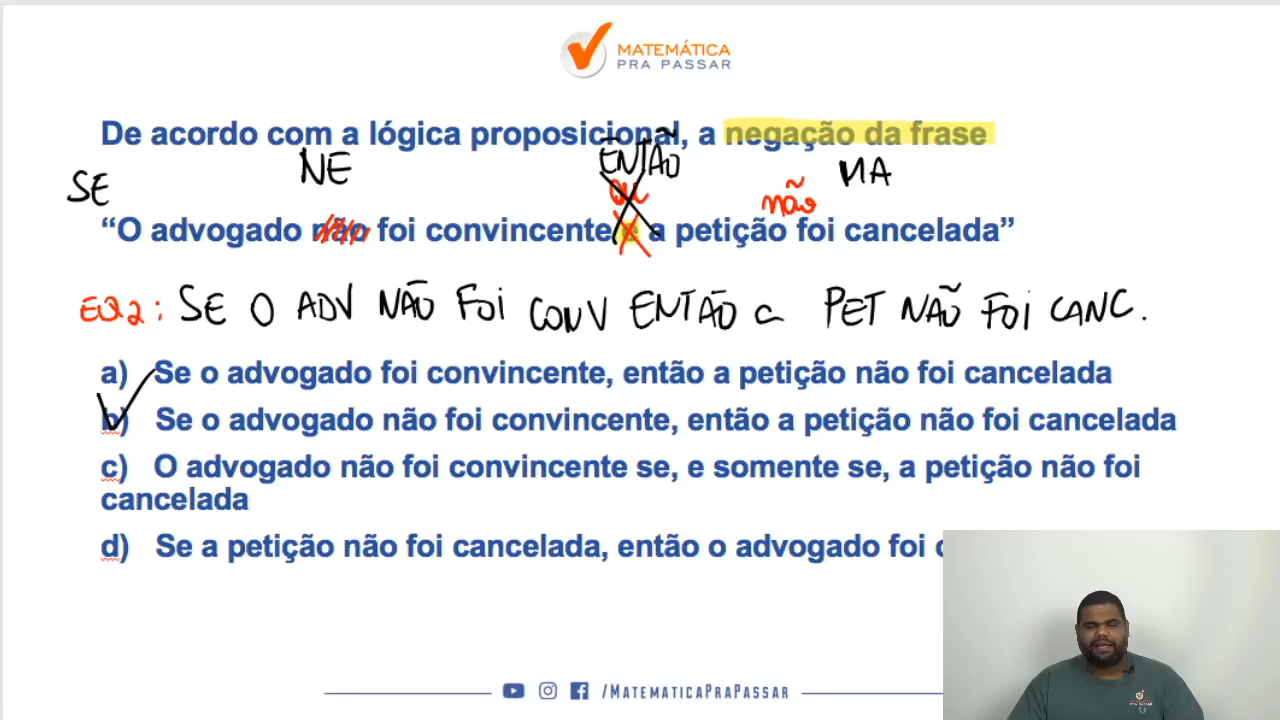 MATEMÁTICA
PRA PASSAR
De acordo com a lógica proposicional, a negação da frase
SE NE ENTÃO MA
ou não
“O advogado não foi convincente e a petição foi cancelada”
EQ2: SE O ADV NÃO FOI CONV ENTÃO a PET NÃO FOI CANC.
a) Se o advogado foi convincente, então a petição não foi cancelada
b) Se o advogado não foi convincente, então a petição não foi cancelada
c) O advogado não foi convincente se, e somente se, a petição não foi
cancelada
d) Se a petição não foi cancelada, então o advogado foi
/MATEMATICAPRAPASSAR